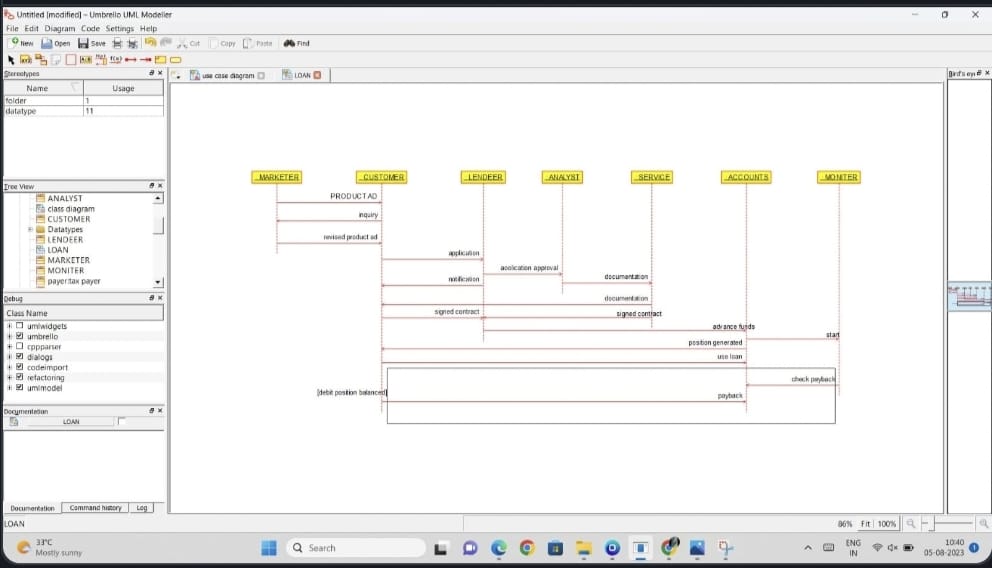 Untitled [modified] – Umbrello UML Modeller
File Edit Diagram Code Settings Help
New Open Save Cut Copy Paste Find
Stereotypes
Name Usage
folder 1
datatype 11
Tree View
ANALYST
class diagram
CUSTOMER
Datatypes
LENDEER
LOAN
MARKETER
MONITER
payer:tax payer
Debug
Class Name
umlwidgets
umbrello
cppparser
dialogs
codeimport
refactoring
umlmodel
Documentation
LOAN
Documentation Command history Log
LOAN
use case diagram LOAN
Bird's eye
MARKETER CUSTOMER LENDEER ANALYST SERVICE ACCOUNTS MONITER
PRODUCT AD
inquiry
revised product ad
application
application approval
notification
documentation
documentation
signed contract
signed contract
advance funds
start
position generated
use loan
check payback
[debit position balanced]
payback
86% Fit 100%
33°C
Mostly sunny
Search
ENG
IN
10:40
05-08-2023
1